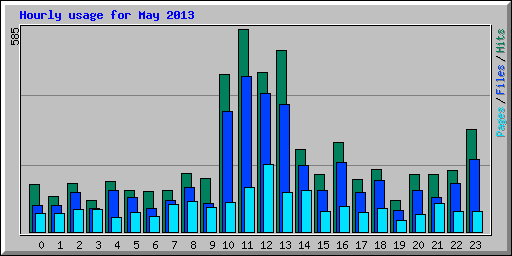 Hourly usage for May 2013
585
Pages/Files/Hits
0 1 2 3 4 5 6 7 8 9 10 11 12 13 14 15 16 17 18 19 20 21 22 23